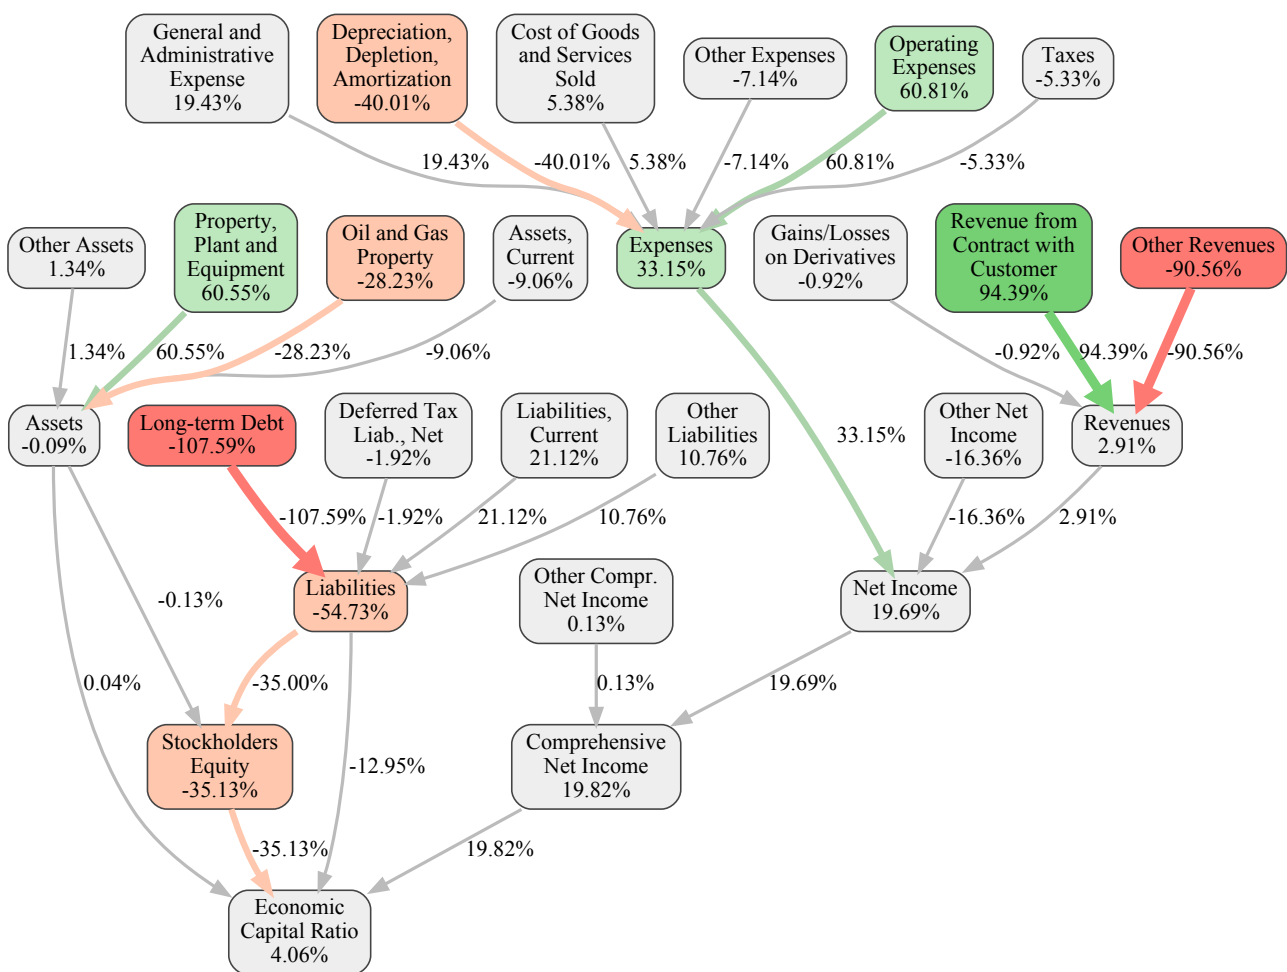 General and
Administrative
Expense
19.43%
Depreciation,
Depletion,
Amortization
-40.01%
Cost of Goods
and Services
Sold
5.38%
Other Expenses
-7.14%
Operating
Expenses
60.81%
Taxes
-5.33%
19.43%
-40.01%
5.38%
-7.14%
60.81%
-5.33%
Other Assets
1.34%
Property,
Plant and
Equipment
60.55%
Oil and Gas
Property
-28.23%
Assets,
Current
-9.06%
Expenses
33.15%
Gains/Losses
on Derivatives
-0.92%
Revenue from
Contract with
Customer
94.39%
Other Revenues
-90.56%
1.34%
60.55%
-28.23%
-9.06%
-0.92%
94.39%
-90.56%
Assets
-0.09%
Long-term Debt
-107.59%
Deferred Tax
Liab., Net
-1.92%
Liabilities,
Current
21.12%
Other
Liabilities
10.76%
33.15%
Other Net
Income
-16.36%
Revenues
2.91%
-107.59%
-1.92%
21.12%
10.76%
-16.36%
2.91%
-0.13%
Liabilities
-54.73%
Other Compr.
Net Income
0.13%
Net Income
19.69%
0.04%
-35.00%
0.13%
19.69%
Stockholders
Equity
-35.13%
-12.95%
Comprehensive
Net Income
19.82%
-35.13%
19.82%
Economic
Capital Ratio
4.06%